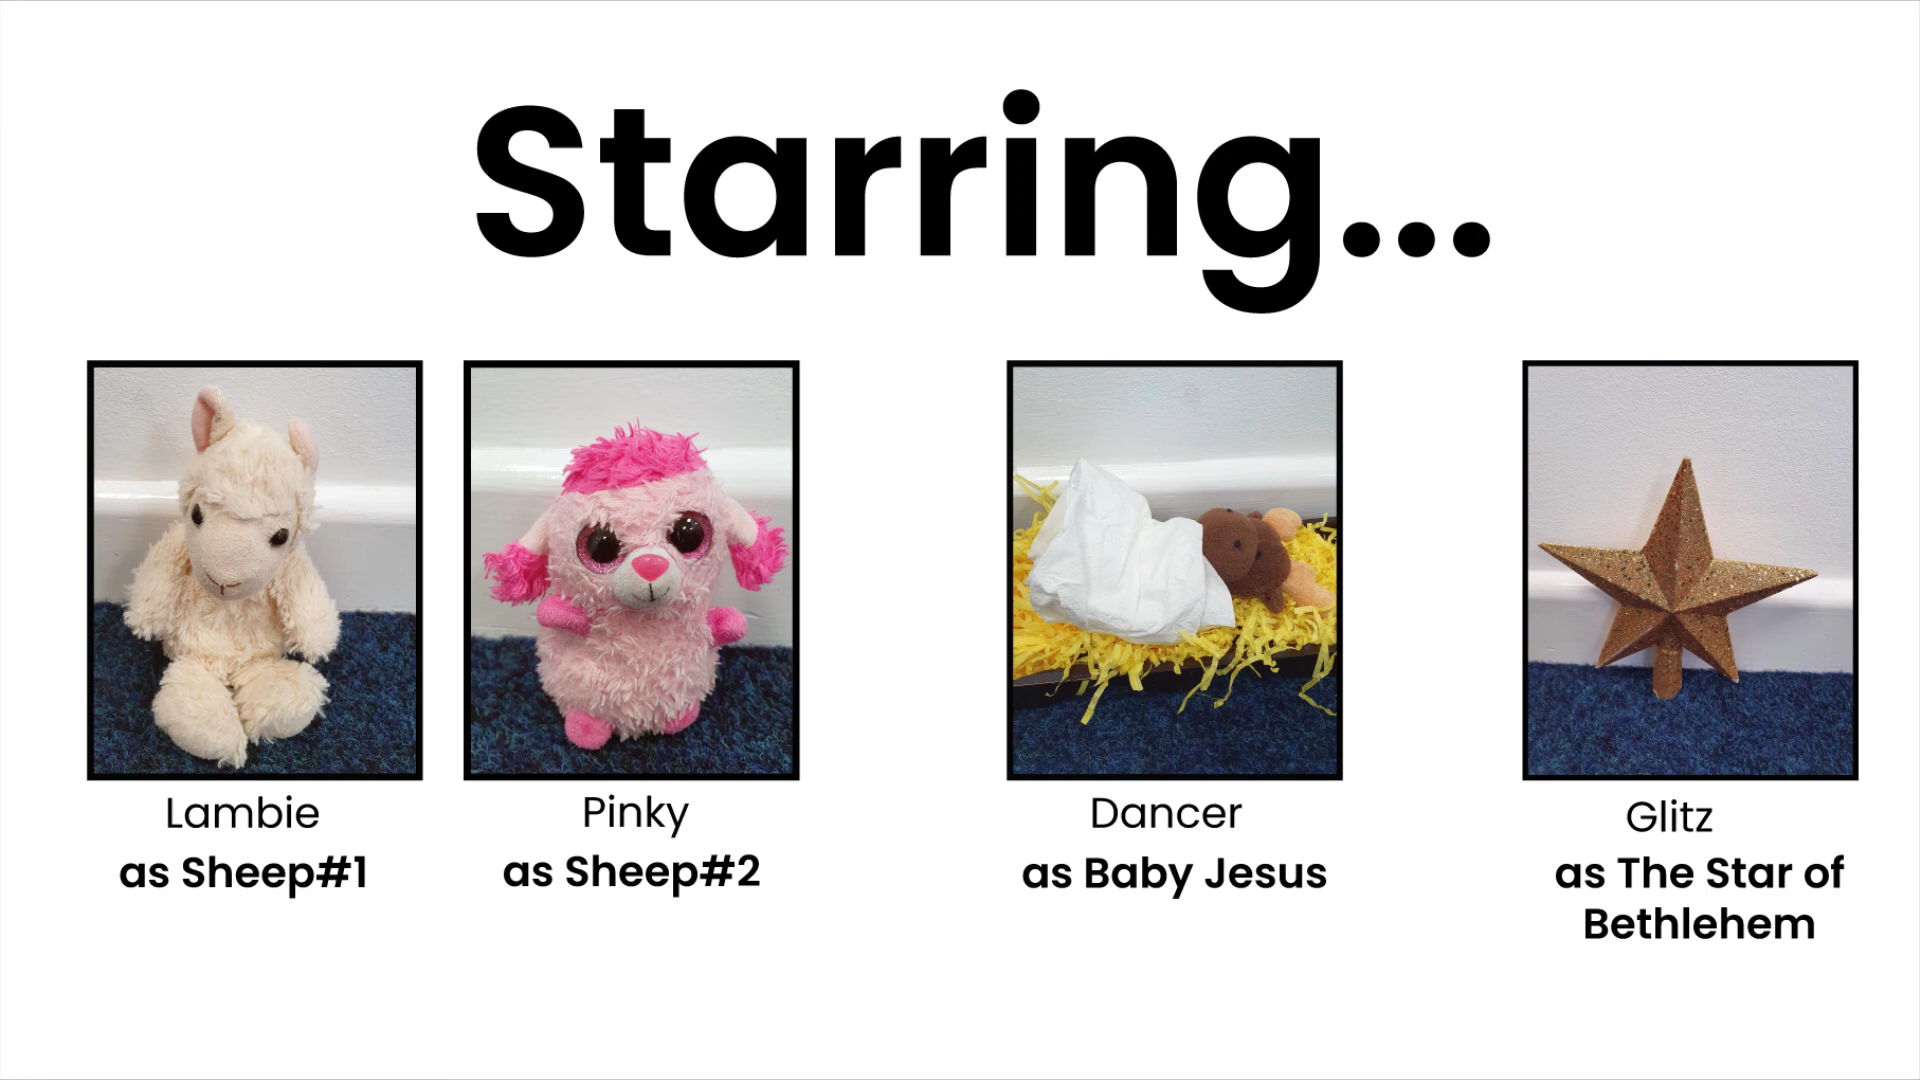 Starring...
Lambie
as Sheep#1
Pinky
as Sheep#2
Dancer
as Baby Jesus
Glitz
as The Star of
Bethlehem